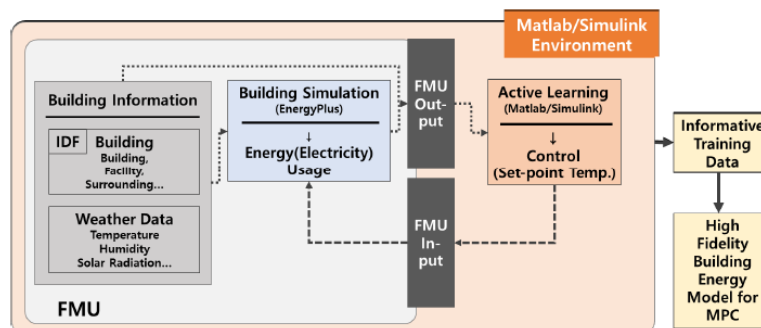 Matlab/Simulink
Environment
Building Information
IDF
Building
Building,
Facility,
Surrounding...
Weather Data
Temperature
Humidity
Solar Radiation...
FMU
Building Simulation
(EnergyPlus)
↓
Energy(Electricity)
Usage
FMU
Out-
put
FMU
In-
put
Active Learning
(Matlab/Simulink)
↓
Control
(Set-point Temp.)
Informative
Training
Data
High
Fidelity
Building
Energy
Model for
MPC